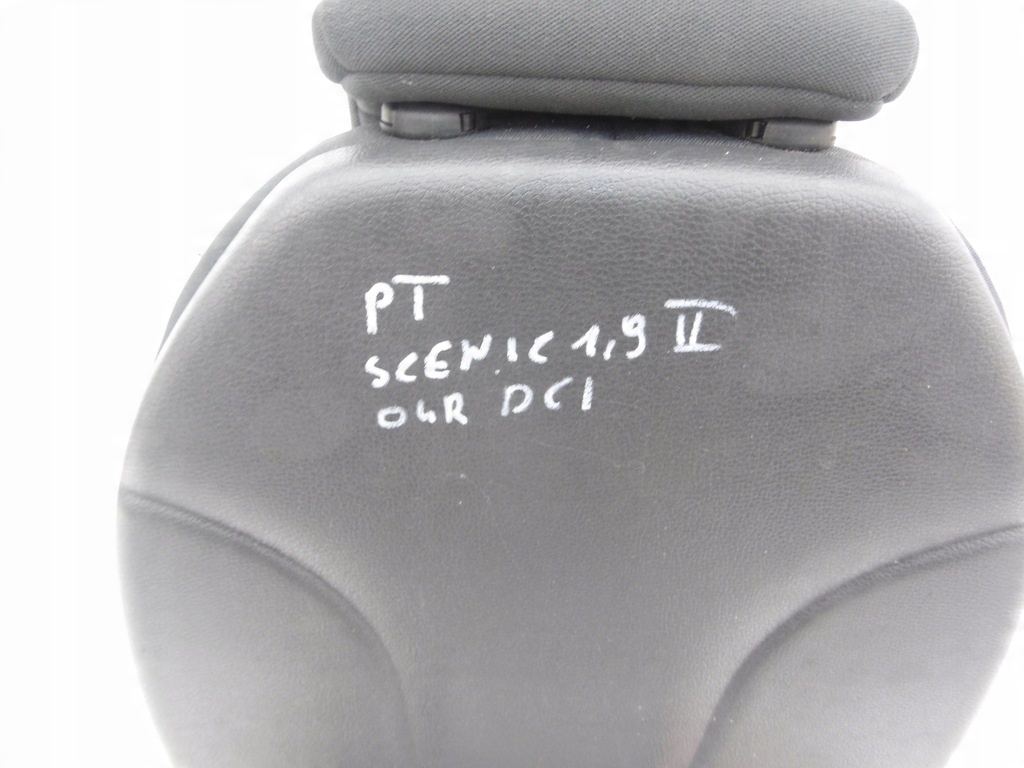 PT
SCENIC 1,9 II
04R DCI